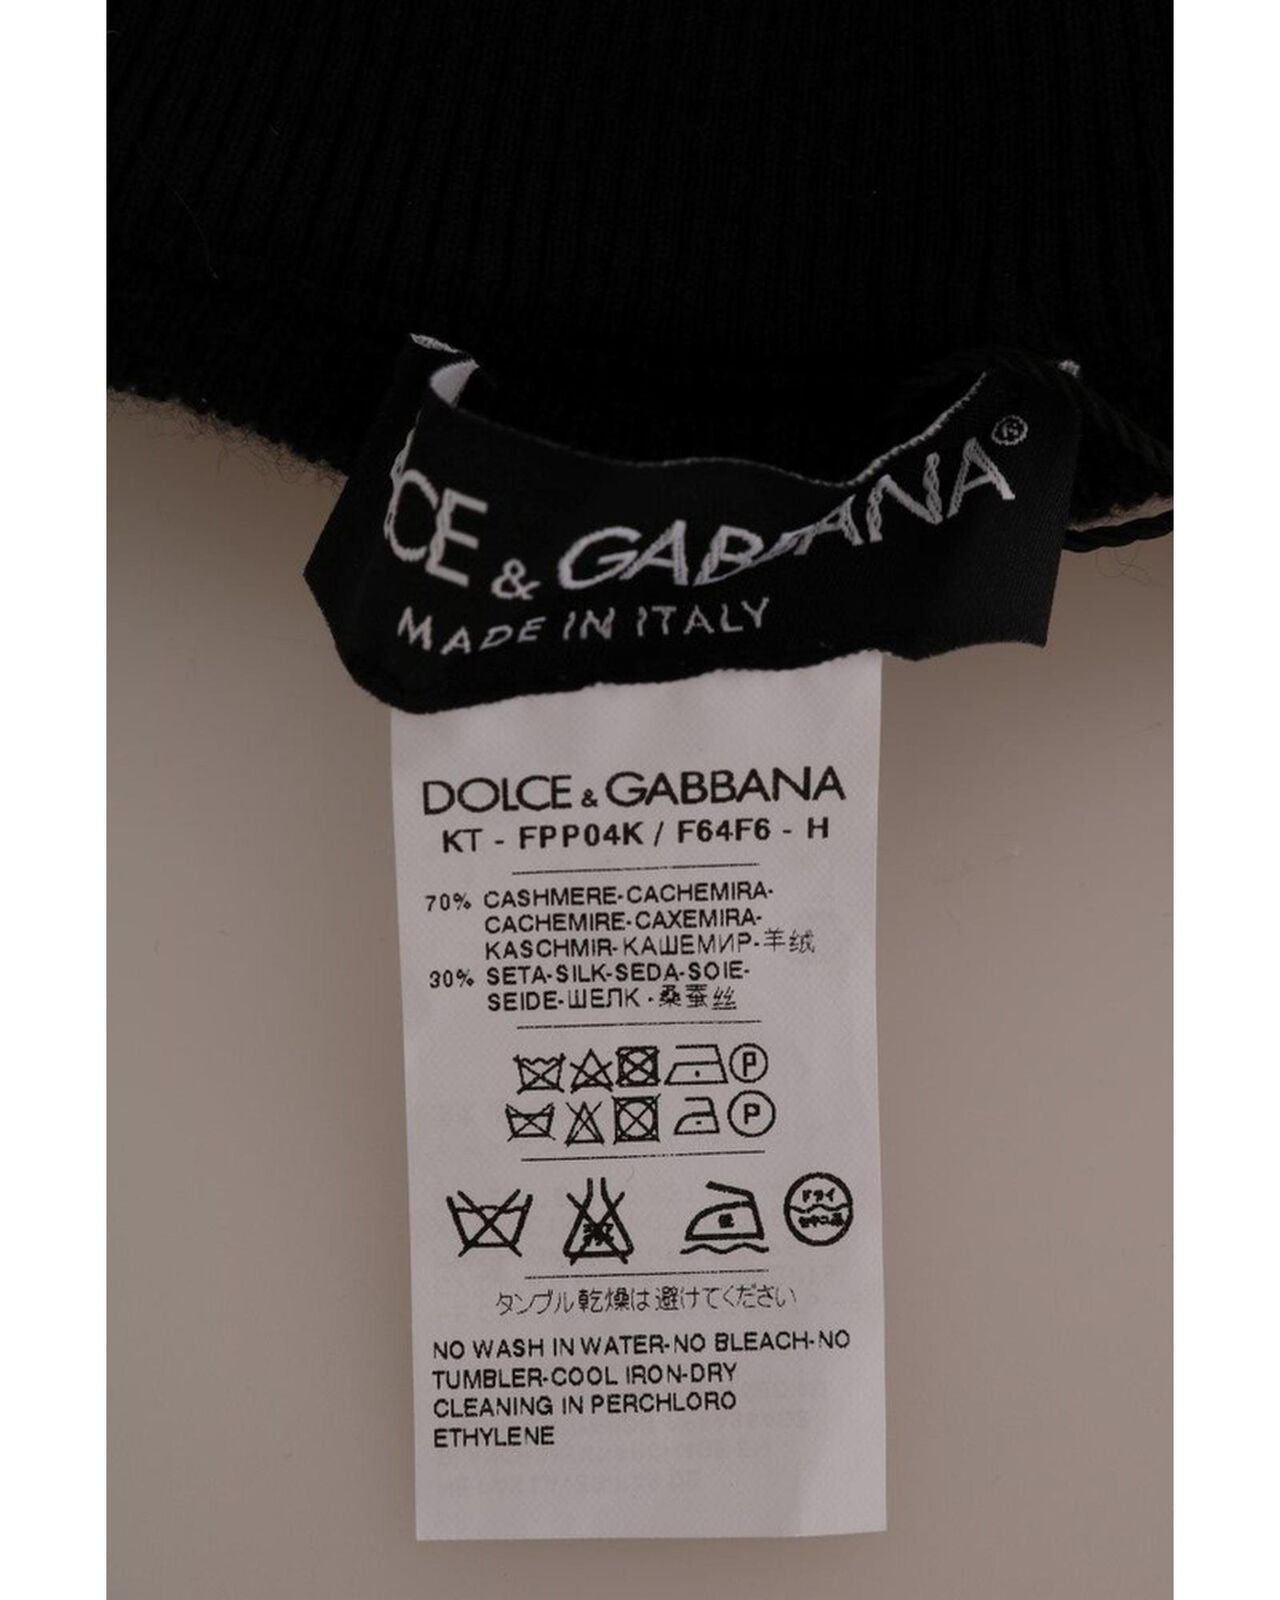 CE & GABBANA®
MADE IN ITALY
DOLCE & GABBANA
KT - FPP04K / F64F6 - H
70% CASHMERE-CACHEMIRA-
CACHEMIRE-CAXEMIRA-
KASCHMIR-КАШЕМИР-羊绒
30% SETA-SILK-SEDA-SOIE-
SEIDE-ШЕЛК-桑蚕丝
P
P
ドライ
タンブル乾燥は避けてください
NO WASH IN WATER-NO BLEACH-NO
TUMBLER-COOL IRON-DRY
CLEANING IN PERCHLORO
ETHYLENE